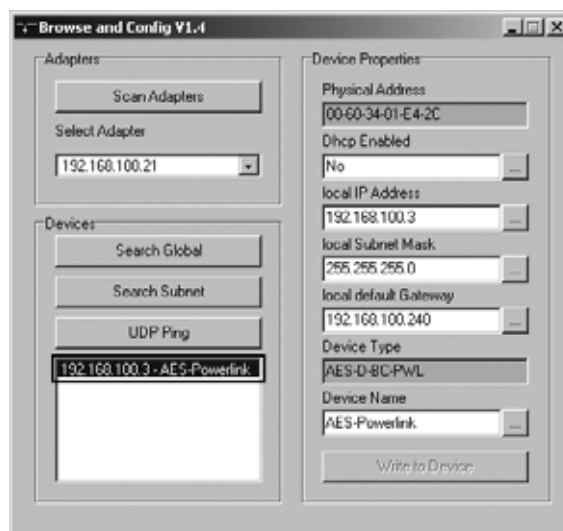 Browse and Config V1.4
Adapters
Scan Adapters
Select Adapter
192.168.100.21
Devices
Search Global
Search Subnet
UDP Ping
192.168.100.3 - AES-Powerlink
Device Properties
Physical Address
00-60-34-01-E4-2C
Dhcp Enabled
No
...
local IP Address
192.168.100.3
...
local Subnet Mask
255.255.255.0
...
local default Gateway
192.168.100.240
...
Device Type
AES-D-BC-PWL
Device Name
AES-Powerlink
...
Write to Device